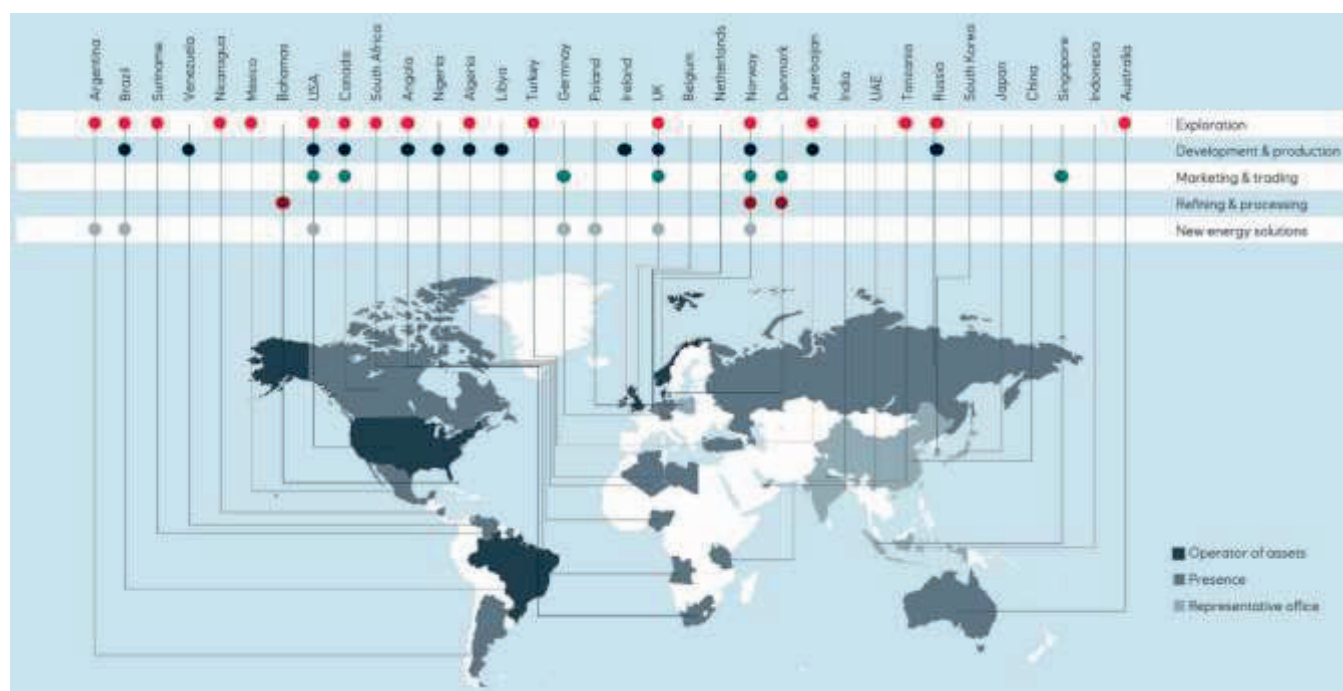 Argentina
Brazil
Suriname
Venezuela
Nicaragua
Mexico
Bahamas
USA
Canada
South Africa
Angola
Nigeria
Algeria
Libya
Turkey
Germnay
Poland
Ireland
UK
Belgium
Netherlands
Norway
Denmark
Azerbaijan
India
UAE
Tanzania
Russia
South Korea
Japan
China
Singapore
Indonesia
Australia
Exploration
Development & production
Marketing & trading
Refining & processing
New energy solutions
Operator of assets
Presence
Representative office